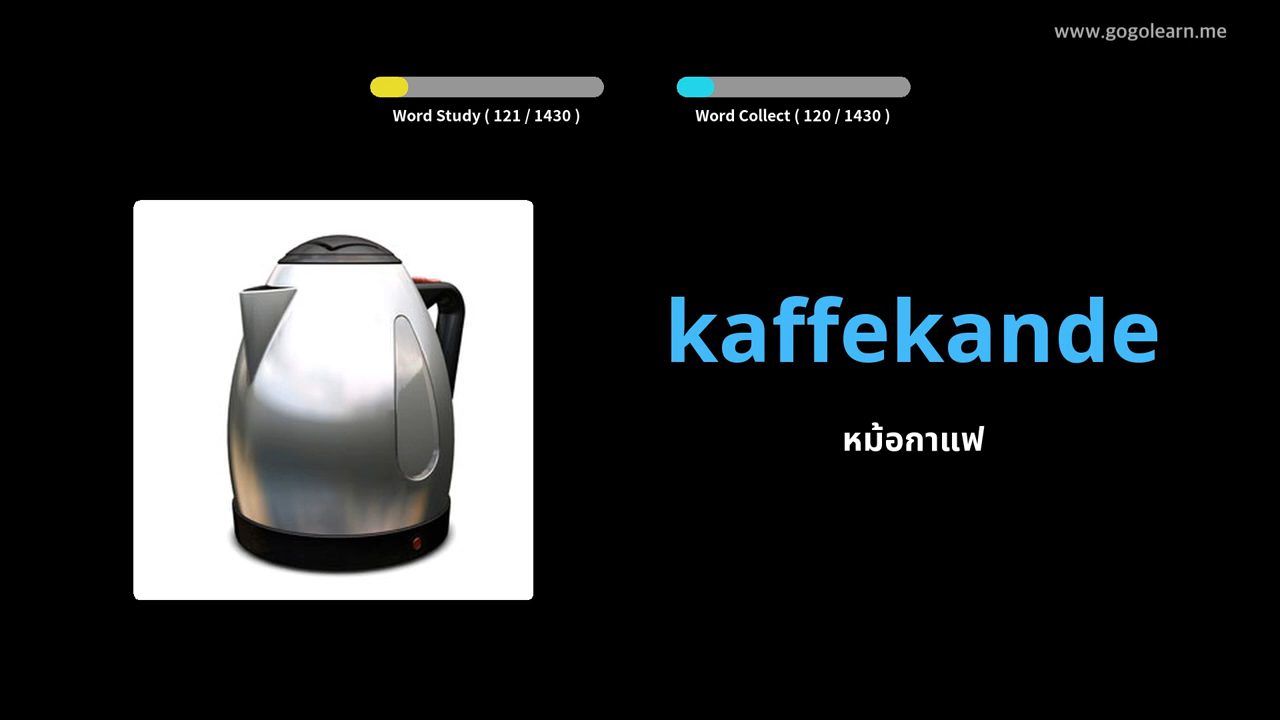 www.gogolearn.me
Word Study ( 121 / 1430 )
Word Collect ( 120 / 1430 )
kaffekande
หม้อกาแฟ